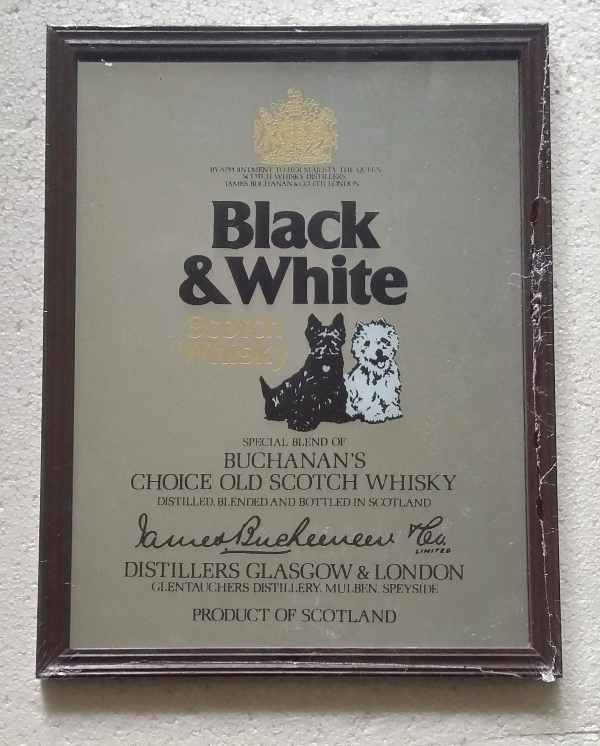 BY APPOINTMENT TO HER MAJESTY THE QUEEN
SCOTCH WHISKY DISTILLERS
JAMES BUCHANAN & CO LTD LONDON
Black
& White
Scotch
Whisky
SPECIAL BLEND OF
BUCHANAN'S
CHOICE OLD SCOTCH WHISKY
DISTILLED, BLENDED AND BOTTLED IN SCOTLAND
James Buchanan & Co.
LIMITED
DISTILLERS GLASGOW & LONDON
GLENTAUCHERS DISTILLERY, MULBEN, SPEYSIDE
PRODUCT OF SCOTLAND